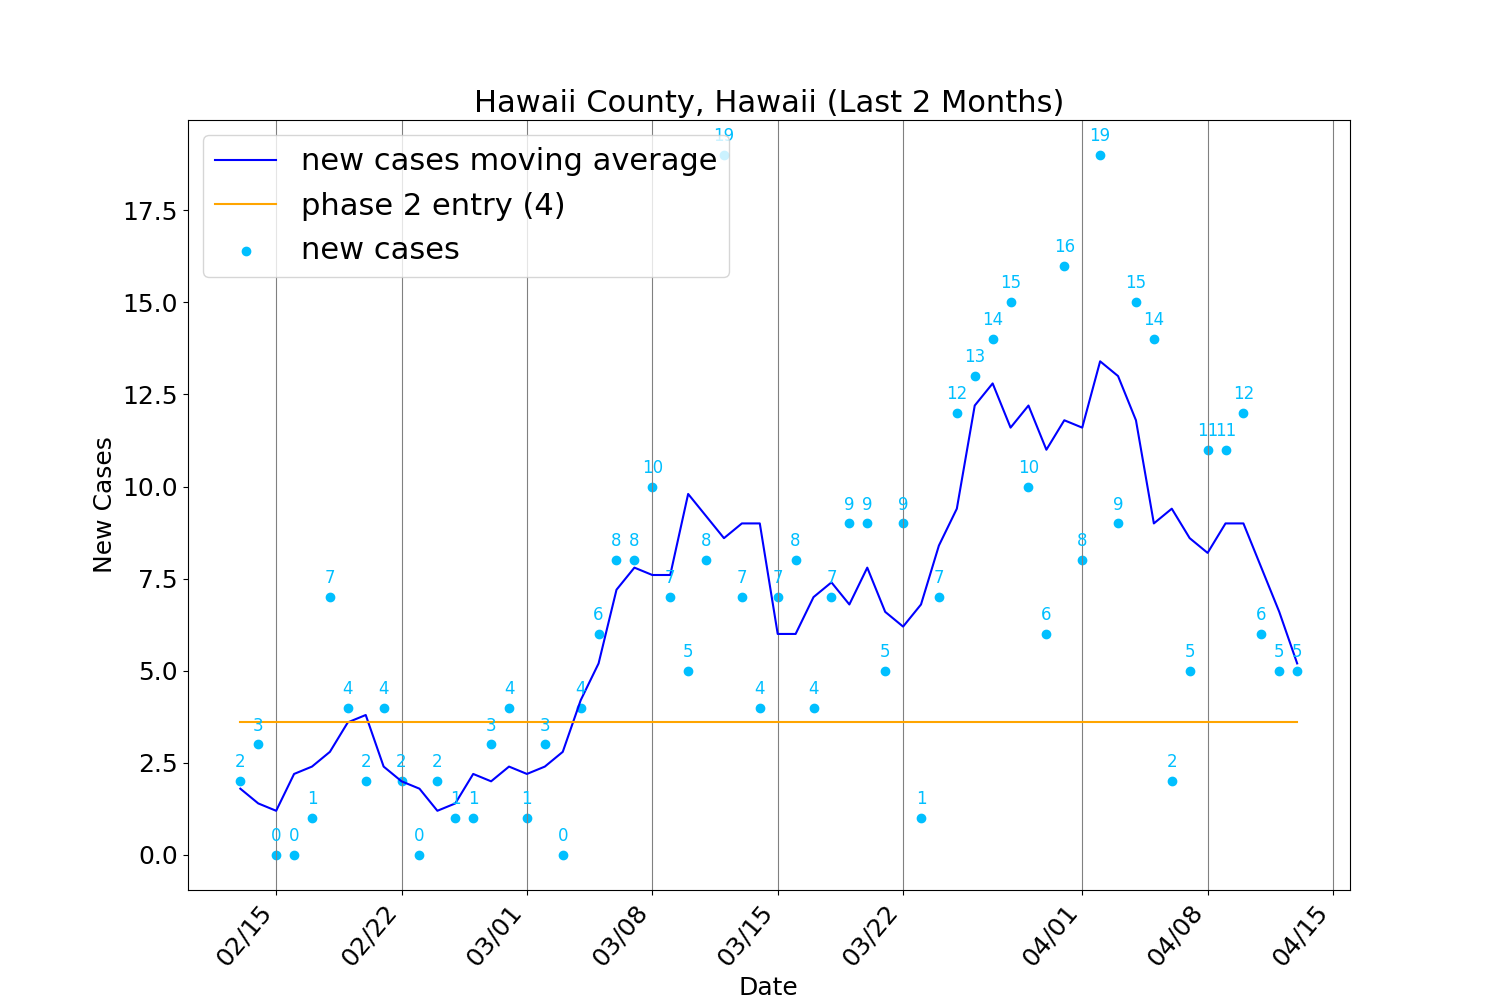 Hawaii County, Hawaii (Last 2 Months)
new cases moving average
phase 2 entry (4)
new cases
New Cases
17.5
15.0
12.5
10.0
7.5
5.0
2.5
0.0
2 3 0 0 1 7 4 2 4 2 0 2 1 1 3 4 1 3 0 4 6 8 8 10 7 5 8 19 7 4 7 8 4 7 9 9 5 9 1 7 12 13 14 15 10 6 16 8 19 9 15 14 2 5 11 11 12 6 5 5
02/15 02/22 03/01 03/08 03/15 03/22 04/01 04/08 04/15
Date